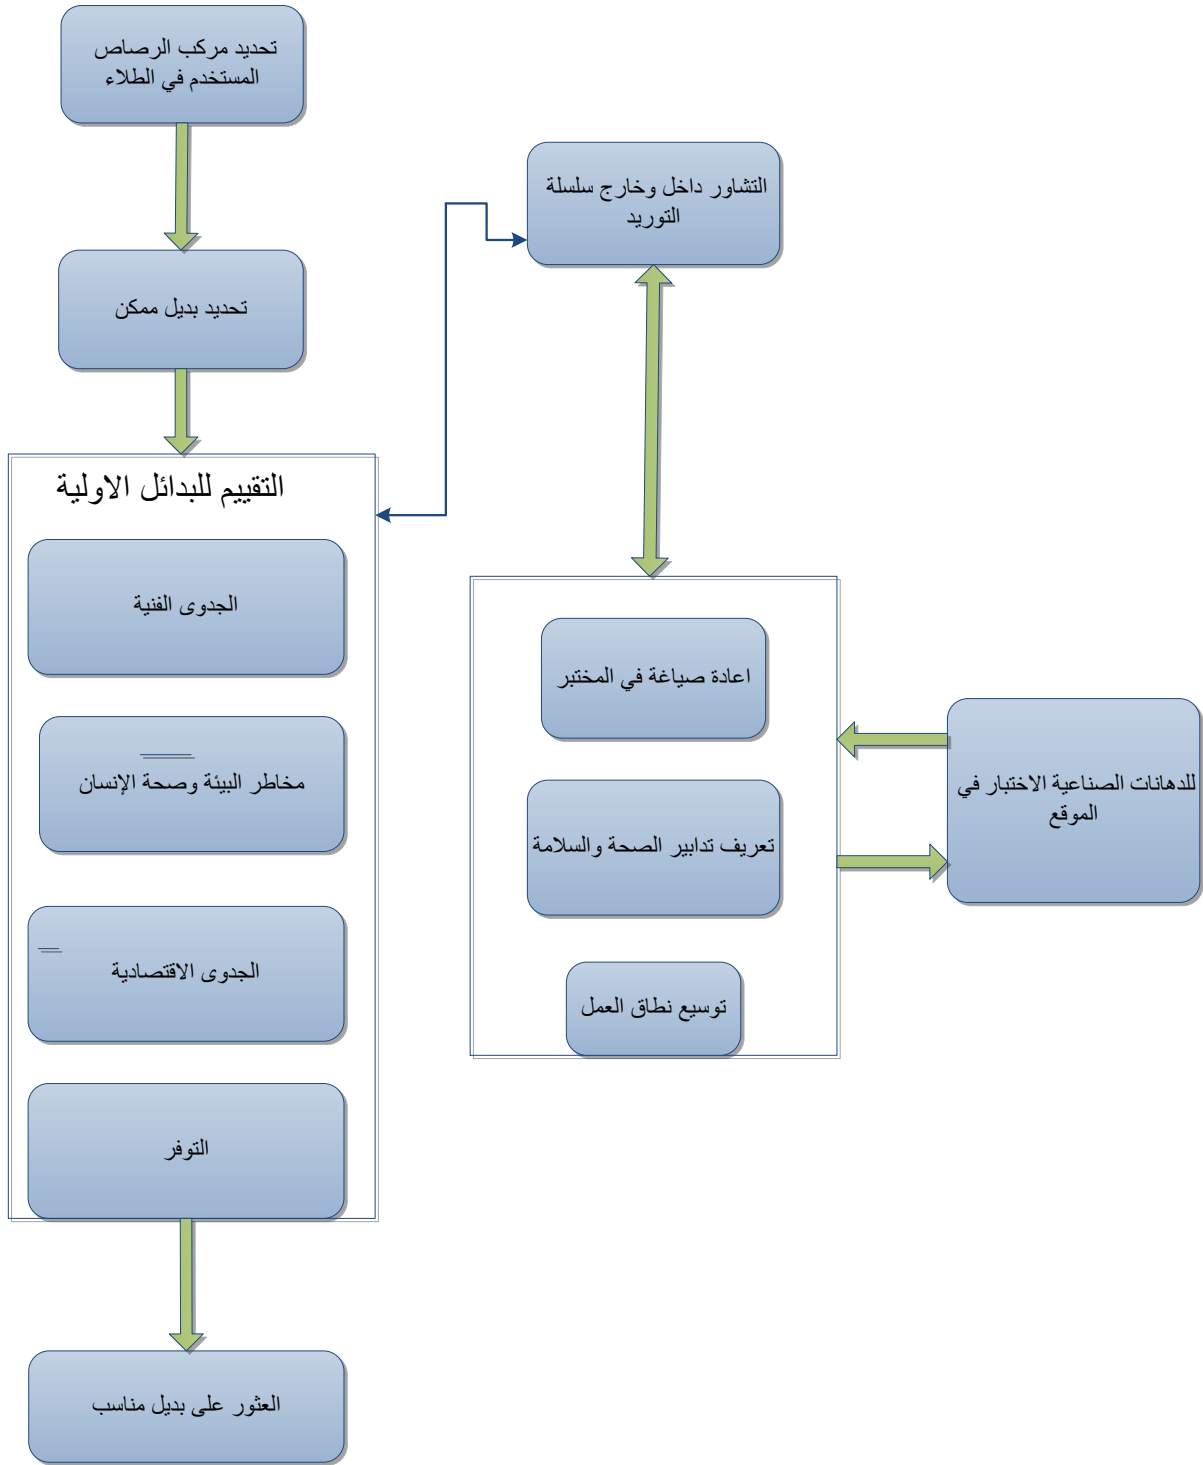 تحديد مركب الرصاص
المستخدم في الطلاء
تحديد بديل ممكن
التقييم للبدائل الاولية
الجدوى الفنية
مخاطر البيئة وصحة الإنسان
الجدوى الاقتصادية
التوفر
العثور على بديل مناسب
التشاور داخل وخارج سلسلة
التوريد
اعادة صياغة في المختبر
تعريف تدابير الصحة والسلامة
توسيع نطاق العمل
للدهانات الصناعية الاختبار في
الموقع